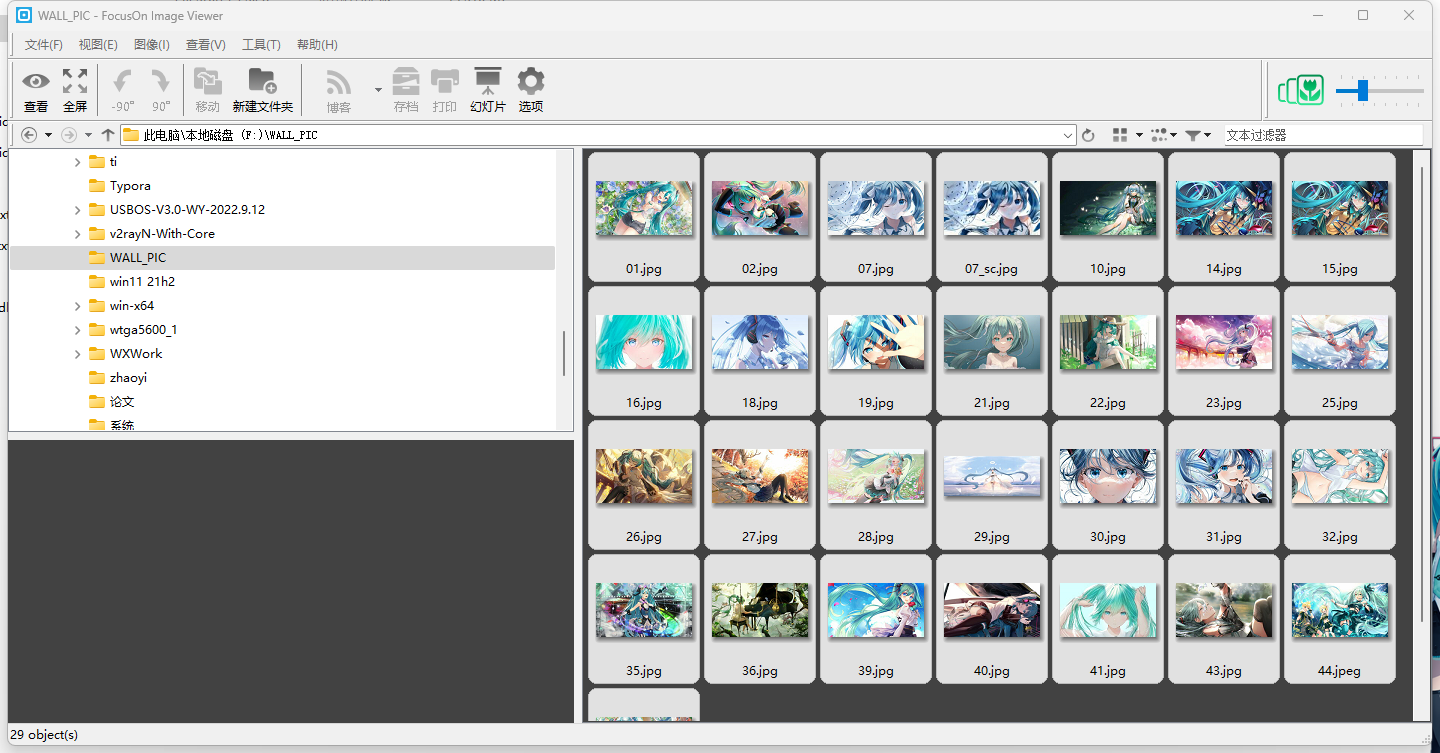 WALL_PIC - FocusOn Image Viewer
文件(F) 视图(E) 图像(I) 查看(V) 工具(T) 帮助(H)
查看 全屏 -90° 90° 移动 新建文件夹 博客 存档 打印 幻灯片 选项
此电脑\本地磁盘 (F:)\WALL_PIC
文本过滤器
ti
Typora
USBOS-V3.0-WY-2022.9.12
v2rayN-With-Core
WALL_PIC
win11 21h2
win-x64
wtga5600_1
WXWork
zhaoyi
论文
系统
01.jpg 02.jpg 07.jpg 07_sc.jpg 10.jpg 14.jpg 15.jpg
16.jpg 18.jpg 19.jpg 21.jpg 22.jpg 23.jpg 25.jpg
26.jpg 27.jpg 28.jpg 29.jpg 30.jpg 31.jpg 32.jpg
35.jpg 36.jpg 39.jpg 40.jpg 41.jpg 43.jpg 44.jpeg
29 object(s)